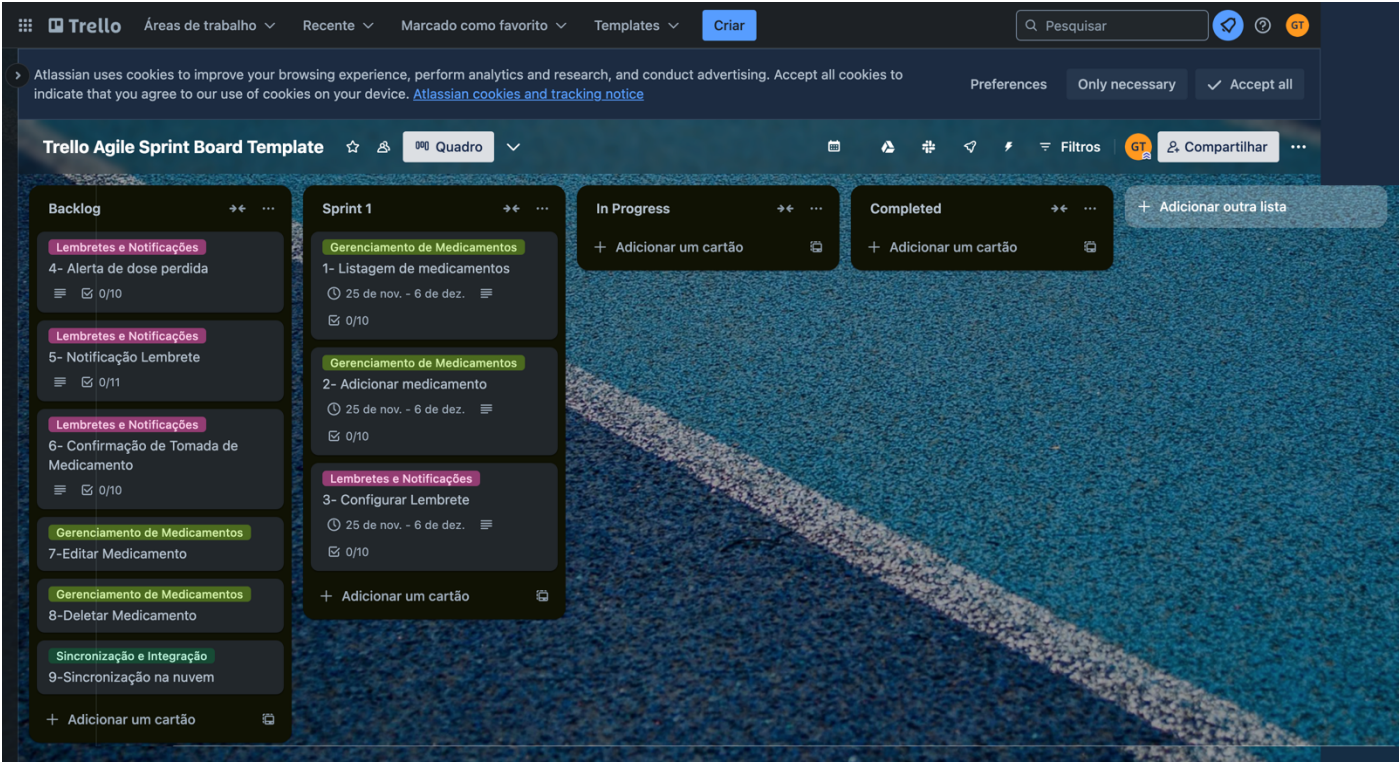 Trello
Áreas de trabalho
Recente
Marcado como favorito
Templates
Criar
Pesquisar
GT
Atlassian uses cookies to improve your browsing experience, perform analytics and research, and conduct advertising. Accept all cookies to
indicate that you agree to our use of cookies on your device. Atlassian cookies and tracking notice
Preferences
Only necessary
Accept all
Trello Agile Sprint Board Template
Quadro
Filtros
GT
Compartilhar
Backlog
Lembretes e Notificações
4- Alerta de dose perdida
0/10
Lembretes e Notificações
5- Notificação Lembrete
0/11
Lembretes e Notificações
6- Confirmação de Tomada de
Medicamento
0/10
Gerenciamento de Medicamentos
7-Editar Medicamento
Gerenciamento de Medicamentos
8-Deletar Medicamento
Sincronização e Integração
9-Sincronização na nuvem
+ Adicionar um cartão
Sprint 1
Gerenciamento de Medicamentos
1- Listagem de medicamentos
25 de nov. - 6 de dez.
0/10
Gerenciamento de Medicamentos
2- Adicionar medicamento
25 de nov. - 6 de dez.
0/10
Lembretes e Notificações
3- Configurar Lembrete
25 de nov. - 6 de dez.
0/10
+ Adicionar um cartão
In Progress
+ Adicionar um cartão
Completed
+ Adicionar um cartão
+ Adicionar outra lista